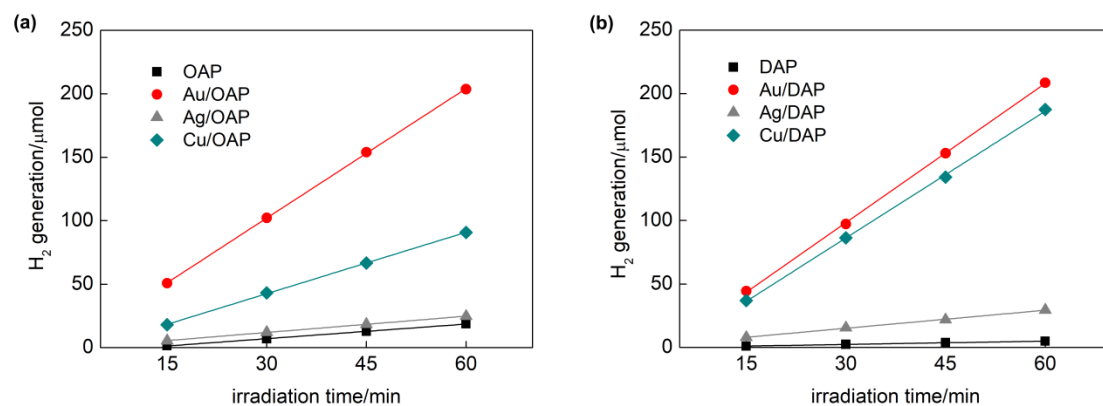 (a)
250
200
150
100
50
0
H₂ generation/μmol
OAP
Au/OAP
Ag/OAP
Cu/OAP
15 30 45 60
irradiation time/min
(b)
250
200
150
100
50
0
H₂ generation/μmol
DAP
Au/DAP
Ag/DAP
Cu/DAP
15 30 45 60
irradiation time/min